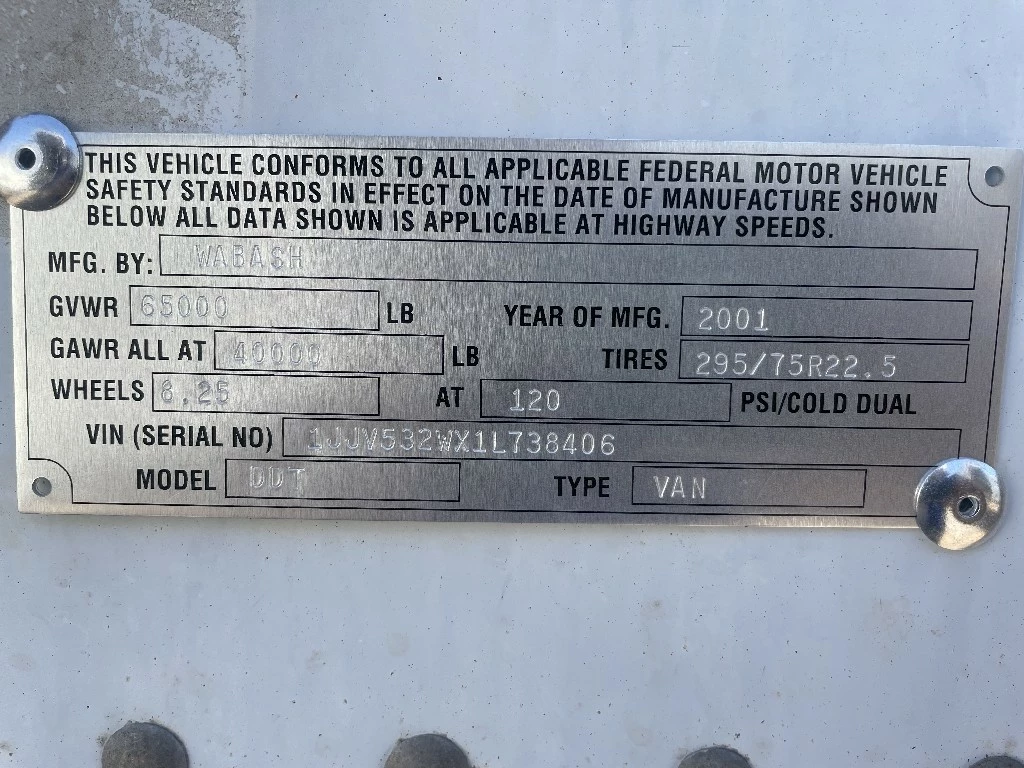 THIS VEHICLE CONFORMS TO ALL APPLICABLE FEDERAL MOTOR VEHICLE
SAFETY STANDARDS IN EFFECT ON THE DATE OF MANUFACTURE SHOWN
BELOW ALL DATA SHOWN IS APPLICABLE AT HIGHWAY SPEEDS.
MFG. BY: WABASH
GVWR 65000 LB YEAR OF MFG. 2001
GAWR ALL AT 40000 LB TIRES 295/75R22.5
WHEELS 8.25 AT 120 PSI/COLD DUAL
VIN (SERIAL NO) 1JJV532WX1L738406
MODEL DDT TYPE VAN